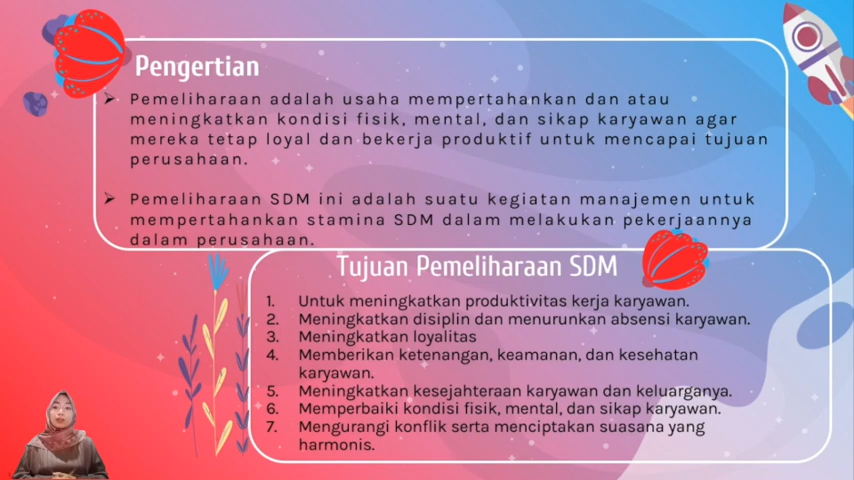 Pengertian
➢ Pemeliharaan adalah usaha mempertahankan dan atau
meningkatkan kondisi fisik, mental, dan sikap karyawan agar
mereka tetap loyal dan bekerja produktif untuk mencapai tujuan
perusahaan.
➢ Pemeliharaan SDM ini adalah suatu kegiatan manajemen untuk
mempertahankan stamina SDM dalam melakukan pekerjaannya
dalam perusahaan.
Tujuan Pemeliharaan SDM
1. Untuk meningkatkan produktivitas kerja karyawan.
2. Meningkatkan disiplin dan menurunkan absensi karyawan.
3. Meningkatkan loyalitas
4. Memberikan ketenangan, keamanan, dan kesehatan
karyawan.
5. Meningkatkan kesejahteraan karyawan dan keluarganya.
6. Memperbaiki kondisi fisik, mental, dan sikap karyawan.
7. Mengurangi konflik serta menciptakan suasana yang
harmonis.